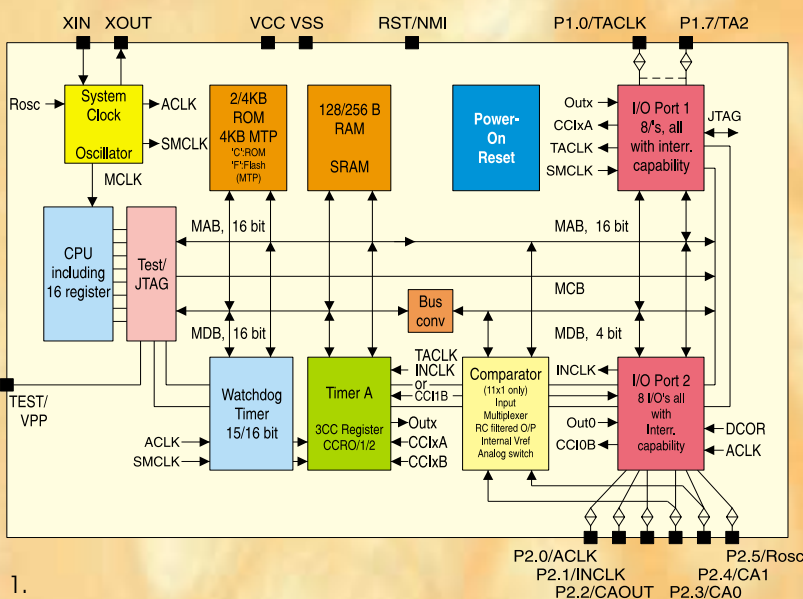 XIN XOUT VCC VSS RST/NMI P1.0/TACLK P1.7/TA2
Rosc
System
Clock
Oscillator
ACLK
SMCLK
MCLK
2/4KB
ROM
4KB MTP
'C':ROM
'F':Flash
(MTP)
128/256 B
RAM
SRAM
Power-
On
Reset
Outx
CCIxA
TACLK
SMCLK
I/O Port 1
8/'s, all
with interr.
capability
JTAG
CPU
including
16 register
Test/
JTAG
MAB, 16 bit
MAB, 16 bit
MCB
MDB, 16 bit
Bus
conv
MDB, 4 bit
TEST/
VPP
Watchdog
Timer
15/16 bit
ACLK
SMCLK
Timer A
3CC Register
CCRO/1/2
TACLK
INCLK
or
CCI1B
Outx
CCIxA
CCIxB
Comparator
(11x1 only)
Input
Multiplexer
RC filtered O/P
Internal Vref
Analog switch
INCLK
Out0
CCI0B
I/O Port 2
8 I/O's all
with
Interr.
capability
DCOR
ACLK
P2.0/ACLK P2.5/Rosc
P2.1/INCLK P2.4/CA1
P2.2/CAOUT P2.3/CA0
1.